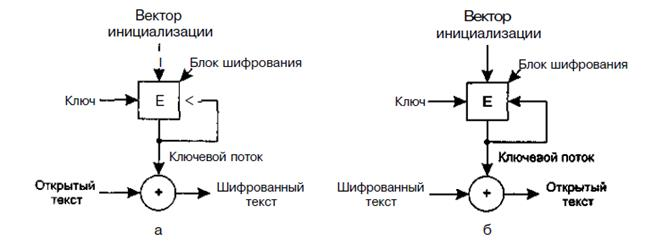 Вектор
инициализации
Блок шифрования
Ключ
E
Ключевой поток
Открытый
текст
+
Шифрованный
текст
а
Вектор
инициализации
Блок шифрования
Ключ
E
Ключевой поток
Шифрованный
текст
+
Открытый
текст
б